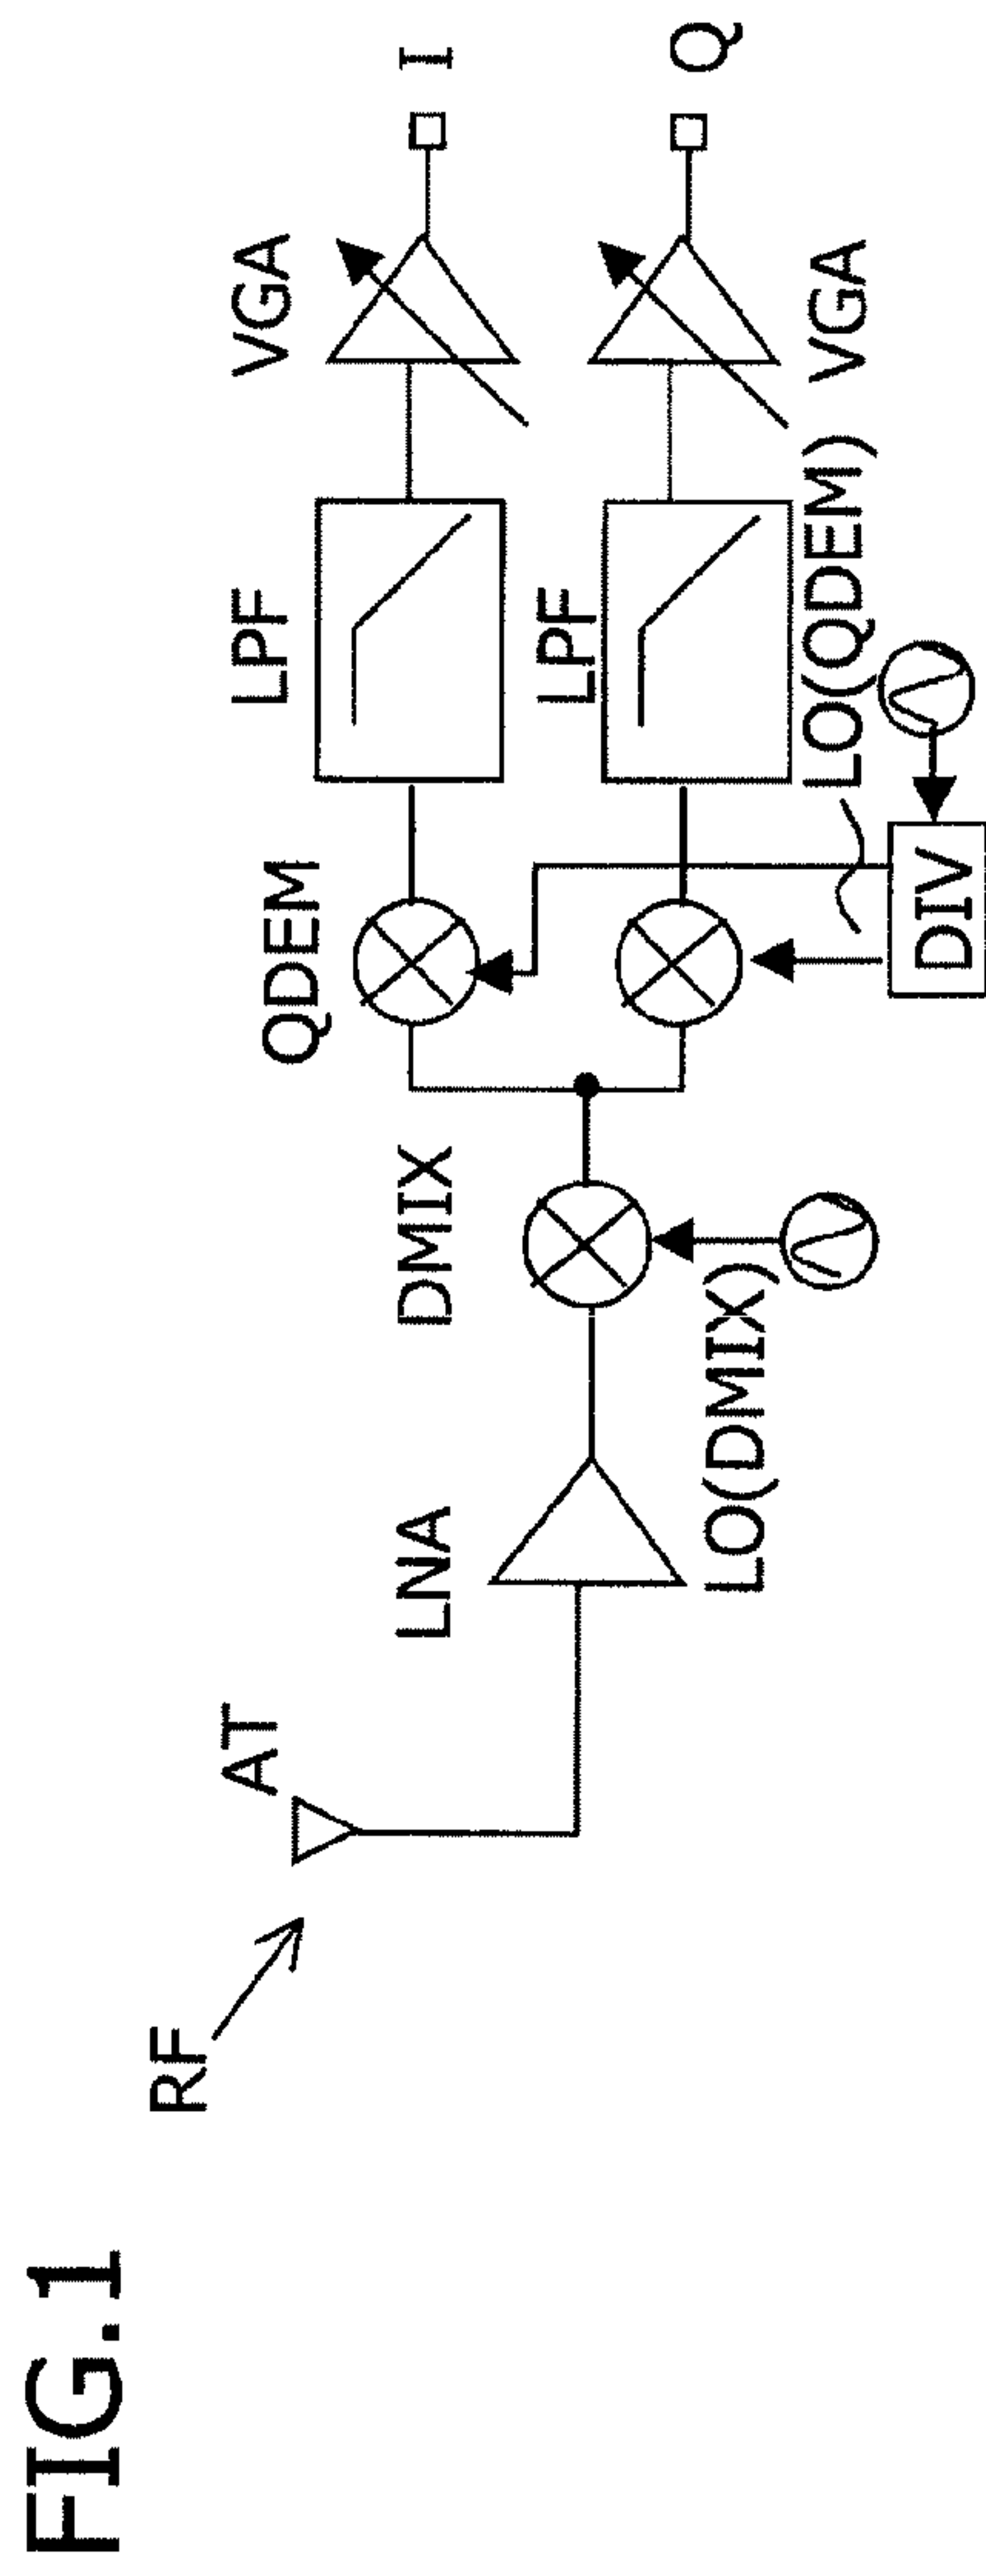 FIG.1
RF
AT
LNA
DMIX
LO(DMIX)
QDEM
LPF
VGA
I
LPF
VGA
Q
LO(QDEM)
DIV